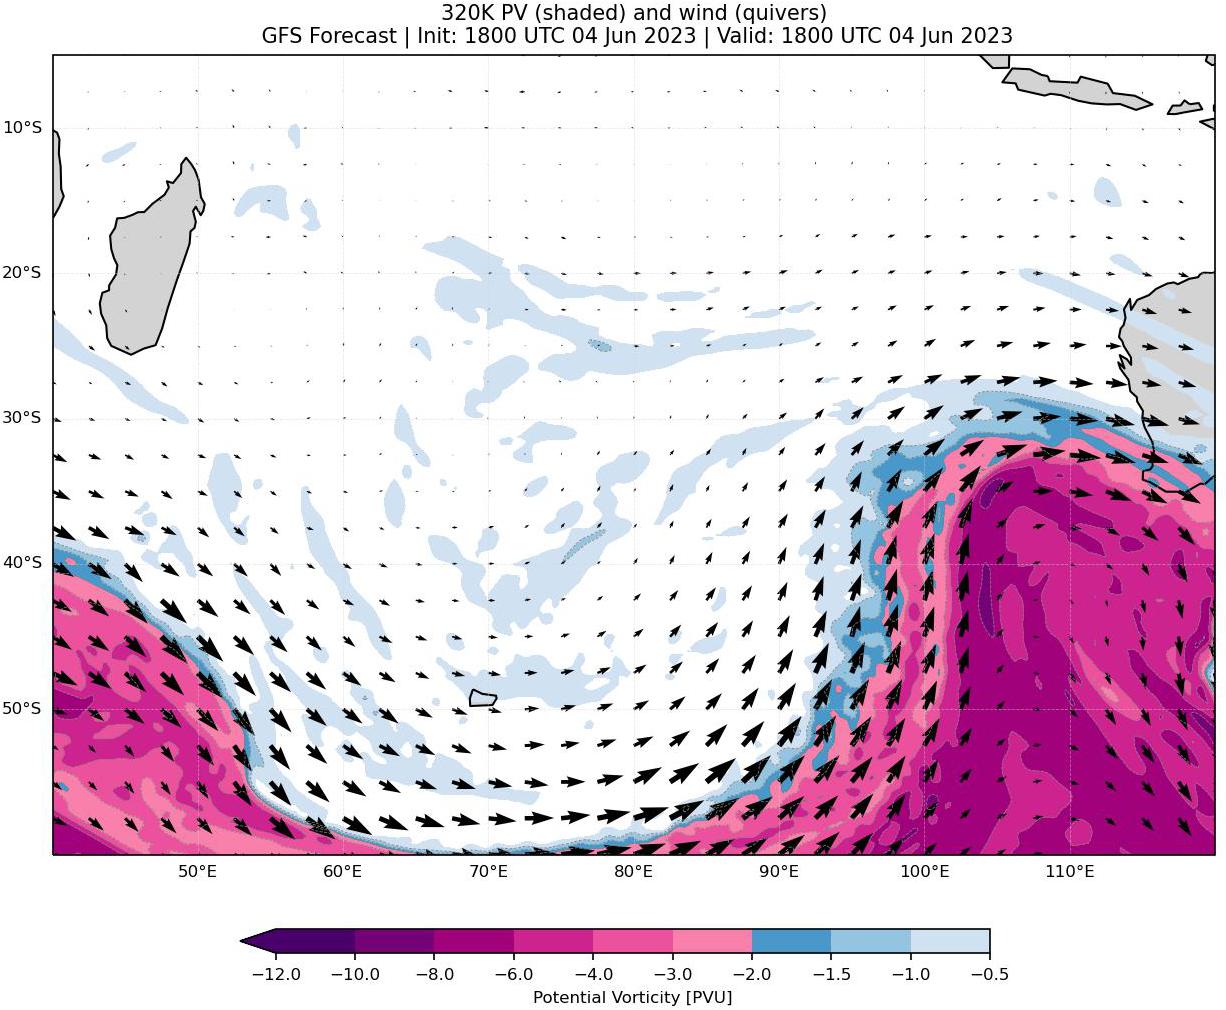 320K PV (shaded) and wind (quivers)
GFS Forecast | Init: 1800 UTC 04 Jun 2023 | Valid: 1800 UTC 04 Jun 2023
10°S
20°S
30°S
40°S
50°S
50°E 60°E 70°E 80°E 90°E 100°E 110°E
−12.0 −10.0 −8.0 −6.0 −4.0 −3.0 −2.0 −1.5 −1.0 −0.5
Potential Vorticity [PVU]